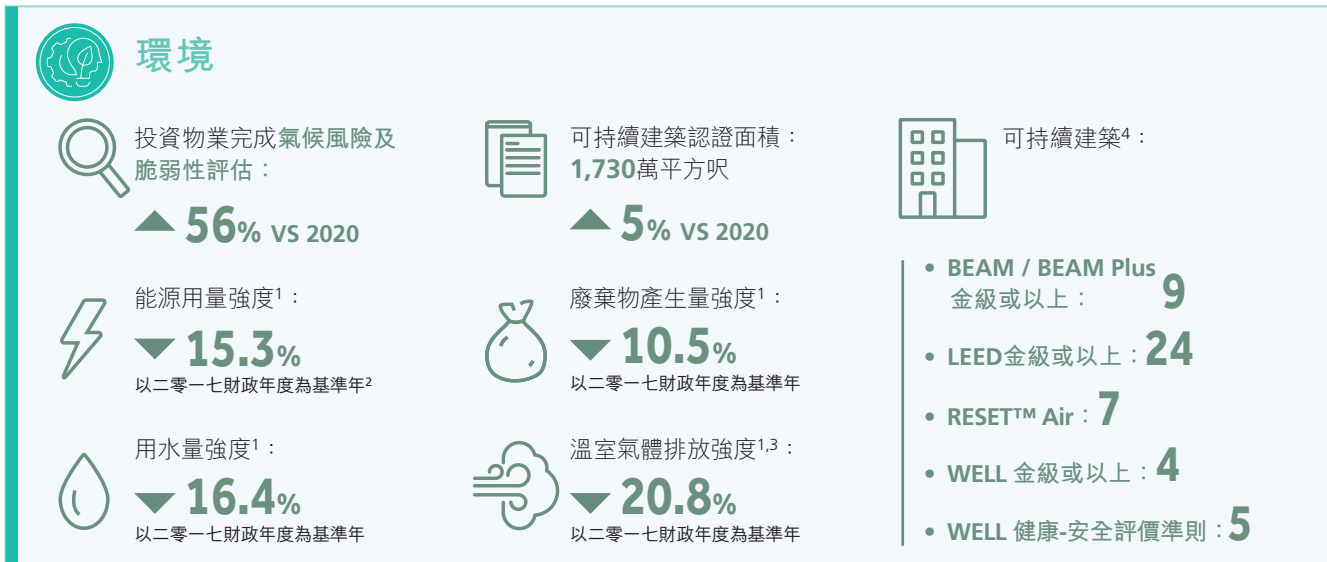 環境
投資物業完成氣候風險及
脆弱性評估：
▲ 56% VS 2020
可持續建築認證面積：
1,730萬平方呎
▲ 5% VS 2020
能源用量強度¹：
▼ 15.3%
以二零一七財政年度為基準年²
廢棄物產生量強度¹：
▼ 10.5%
以二零一七財政年度為基準年
用水量強度¹：
▼ 16.4%
以二零一七財政年度為基準年
溫室氣體排放強度¹,³：
▼ 20.8%
以二零一七財政年度為基準年
可持續建築⁴：
• BEAM / BEAM Plus
金級或以上： 9
• LEED金級或以上：24
• RESET™ Air：7
• WELL 金級或以上：4
• WELL 健康-安全評價準則：5